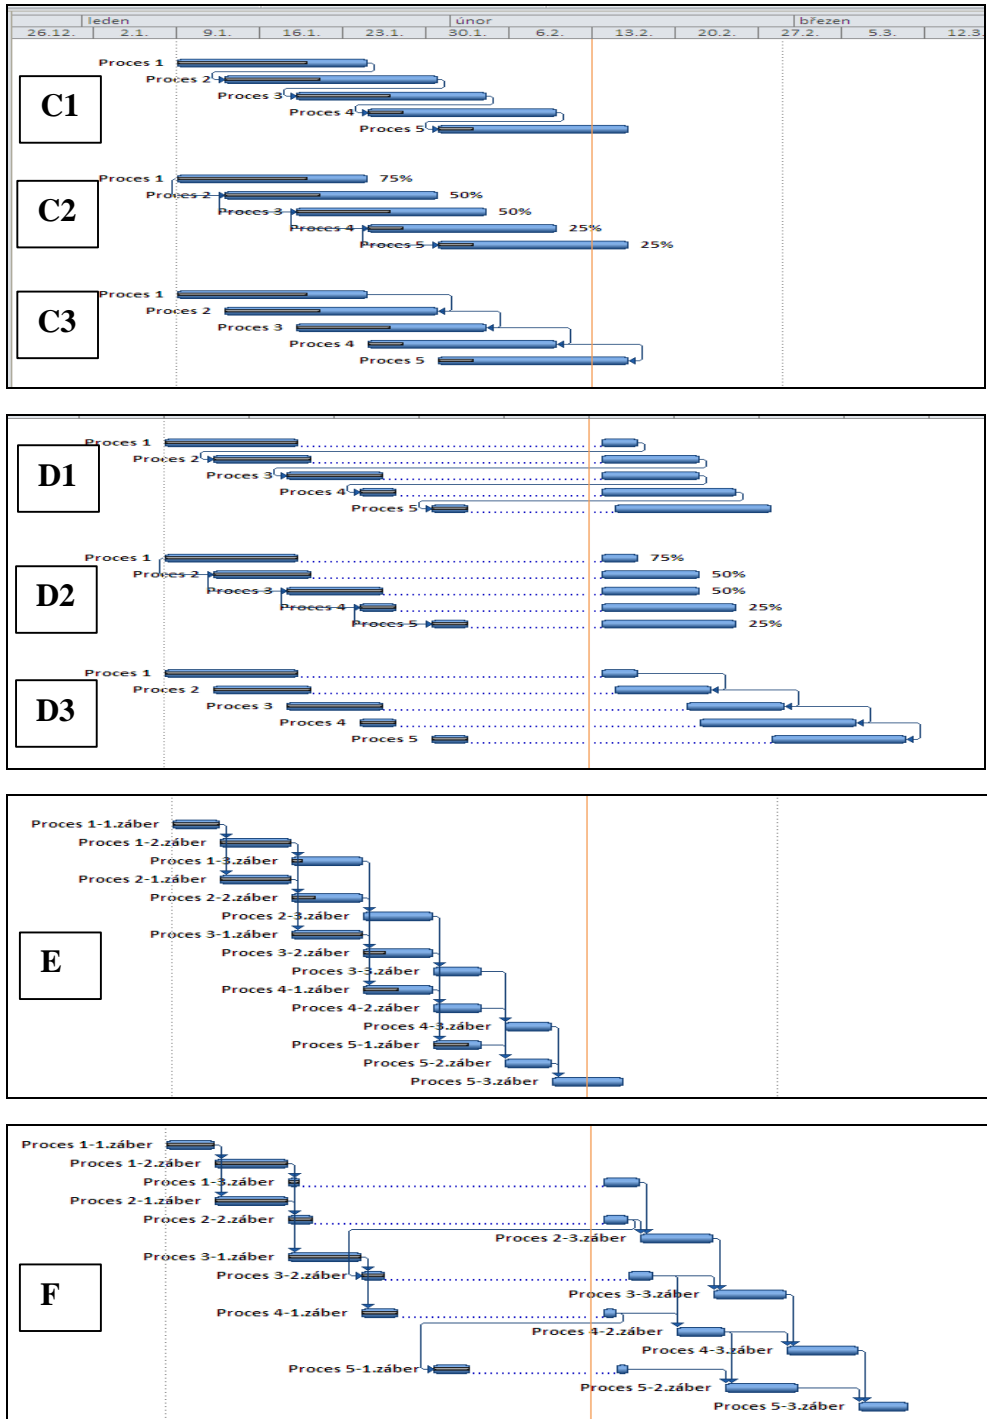 leden únor březen
26.12. 2.1. 9.1. 16.1. 23.1. 30.1. 6.2. 13.2. 20.2. 27.2. 5.3. 12.3.
C1
Proces 1
Proces 2
Proces 3
Proces 4
Proces 5
C2
Proces 1 75%
Proces 2 50%
Proces 3 50%
Proces 4 25%
Proces 5 25%
C3
Proces 1
Proces 2
Proces 3
Proces 4
Proces 5
D1
Proces 1
Proces 2
Proces 3
Proces 4
Proces 5
D2
Proces 1 75%
Proces 2 50%
Proces 3 50%
Proces 4 25%
Proces 5 25%
D3
Proces 1
Proces 2
Proces 3
Proces 4
Proces 5
E
Proces 1-1.záber
Proces 1-2.záber
Proces 1-3.záber
Proces 2-1.záber
Proces 2-2.záber
Proces 2-3.záber
Proces 3-1.záber
Proces 3-2.záber
Proces 3-3.záber
Proces 4-1.záber
Proces 4-2.záber
Proces 4-3.záber
Proces 5-1.záber
Proces 5-2.záber
Proces 5-3.záber
F
Proces 1-1.záber
Proces 1-2.záber
Proces 1-3.záber
Proces 2-1.záber
Proces 2-2.záber
Proces 2-3.záber
Proces 3-1.záber
Proces 3-2.záber
Proces 3-3.záber
Proces 4-1.záber
Proces 4-2.záber
Proces 4-3.záber
Proces 5-1.záber
Proces 5-2.záber
Proces 5-3.záber